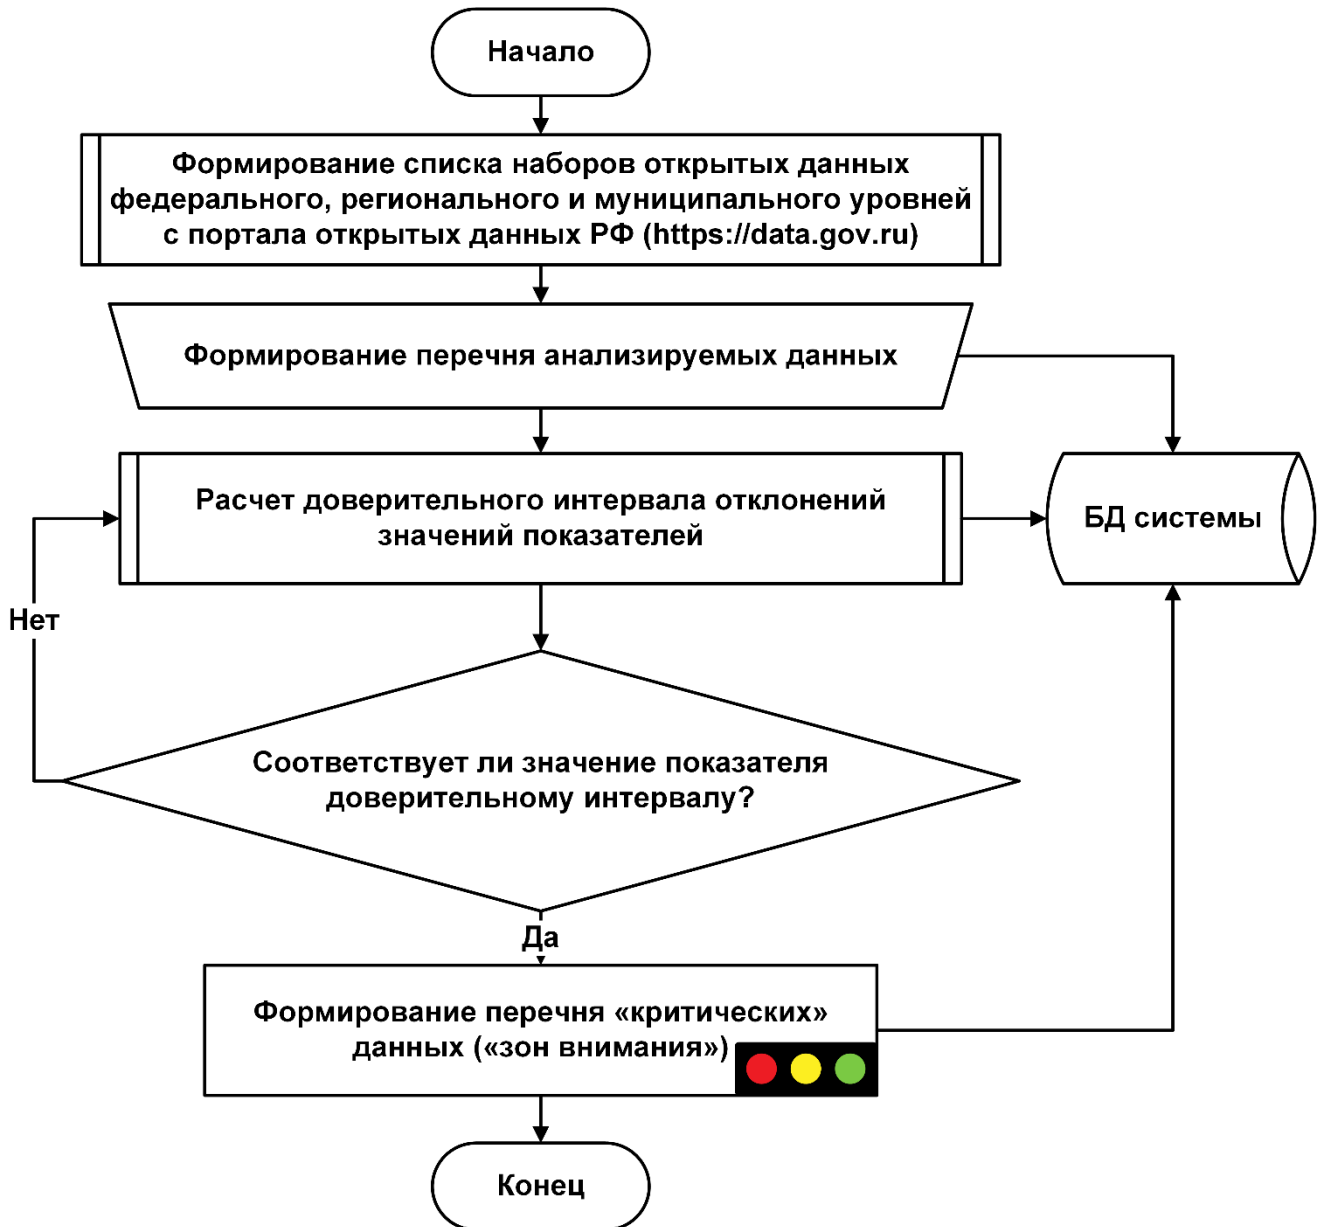 Начало
Формирование списка наборов открытых данных
федерального, регионального и муниципального уровней
с портала открытых данных РФ (https://data.gov.ru)
Формирование перечня анализируемых данных
Расчет доверительного интервала отклонений
значений показателей
БД системы
Нет
Соответствует ли значение показателя
доверительному интервалу?
Да
Формирование перечня «критических»
данных («зон внимания»)
Конец